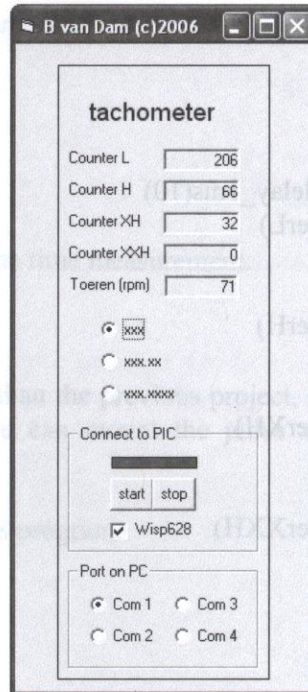 B van Dam (c)2006
tachometer
Counter L 206
Counter H 66
Counter XH 32
Counter XXH 0
Toeren (rpm) 71
xxx
xxx.xx
xxx.xxxx
Connect to PIC
start stop
Wisp628
Port on PC
Com 1 Com 3
Com 2 Com 4